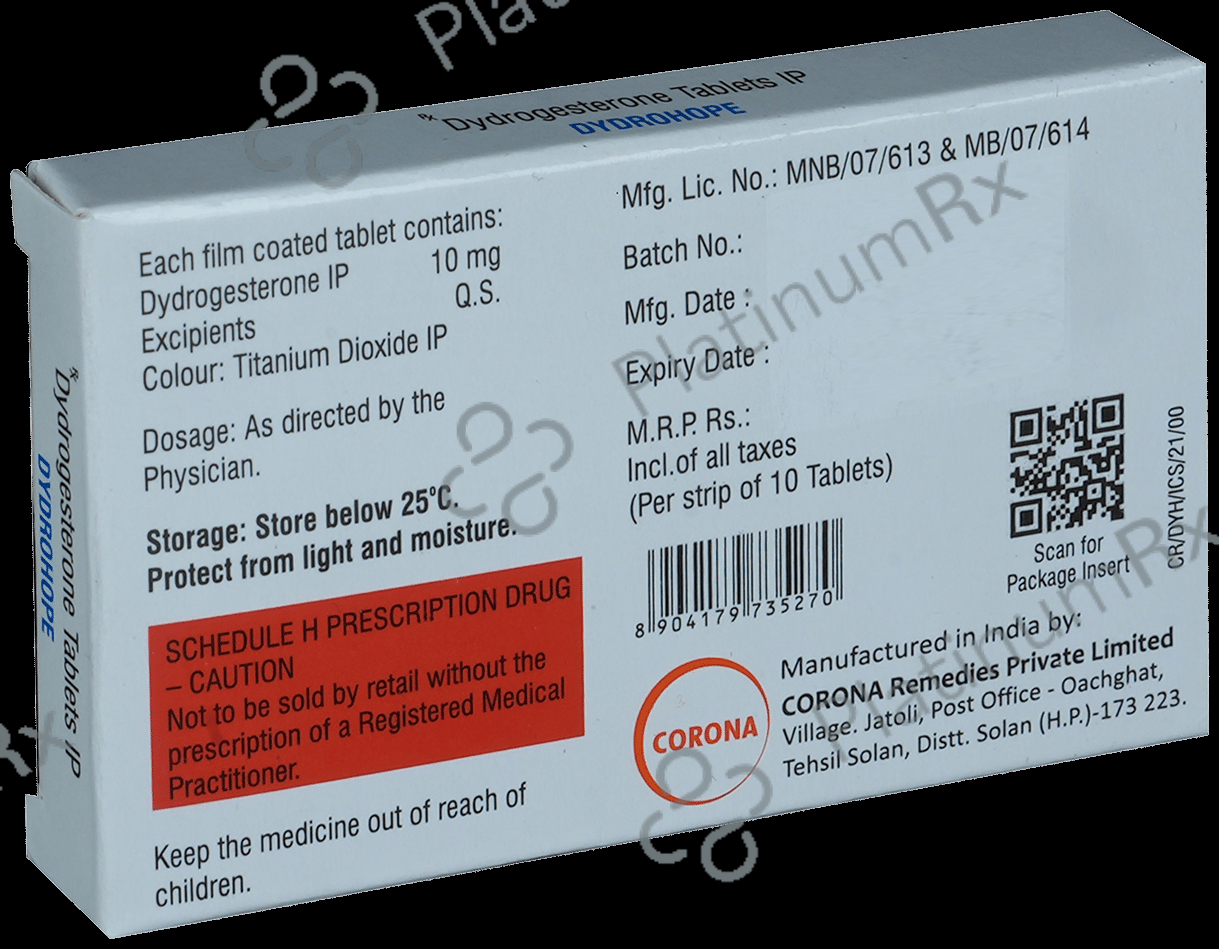 Rx Dydrogesterone Tablets IP
DYDROHOPE
Rx Dydrogesterone Tablets IP
DYDROHOPE
Each film coated tablet contains:
Dydrogesterone IP 10 mg
Excipients Q.S.
Colour: Titanium Dioxide IP
Dosage: As directed by the
Physician.
Storage: Store below 25°C.
Protect from light and moisture.
SCHEDULE H PRESCRIPTION DRUG
– CAUTION
Not to be sold by retail without the
prescription of a Registered Medical
Practitioner.
Keep the medicine out of reach of
children.
Mfg. Lic. No.: MNB/07/613 & MB/07/614
Batch No.:
Mfg. Date :
Expiry Date :
M.R.P. Rs.:
Incl.of all taxes
(Per strip of 10 Tablets)
8 904179 735270
Scan for
Package Insert
CR/DYH/ICS/21/00
CORONA
Manufactured in India by:
CORONA Remedies Private Limited
Village. Jatoli, Post Office - Oachghat,
Tehsil Solan, Distt. Solan (H.P.)-173 223.
Pla
PlatinumRx
PlatinumRx
Rx